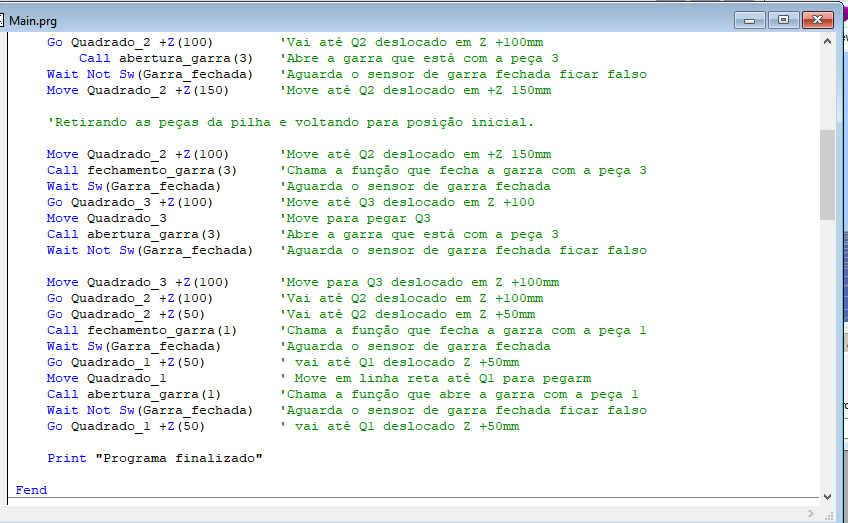 Main.prg
Go Quadrado_2 +Z(100) 'Vai até Q2 deslocado em Z +100mm
Call abertura_garra(3) 'Abre a garra que está com a peça 3
Wait Not Sw(Garra_fechada) 'Aguarda o sensor de garra fechada ficar falso
Move Quadrado_2 +Z(150) 'Move até Q2 deslocado em +Z 150mm
'Retirando as peças da pilha e voltando para posição inicial.
Move Quadrado_2 +Z(100) 'Move até Q2 deslocado em +Z 150mm
Call fechamento_garra(3) 'Chama a função que fecha a garra com a peça 3
Wait Sw(Garra_fechada) 'Aguarda o sensor de garra fechada
Go Quadrado_3 +Z(100) 'Move até Q3 deslocado em Z +100
Move Quadrado_3 'Move para pegar Q3
Call abertura_garra(3) 'Abre a garra que está com a peça 3
Wait Not Sw(Garra_fechada) 'Aguarda o sensor de garra fechada ficar falso
Move Quadrado_3 +Z(100) 'Move para Q3 deslocado em Z +100mm
Go Quadrado_2 +Z(100) 'Vai até Q2 deslocado em Z +100mm
Go Quadrado_2 +Z(50) 'Vai até Q2 deslocado em Z +50mm
Call fechamento_garra(1) 'Chama a função que fecha a garra com a peça 1
Wait Sw(Garra_fechada) 'Aguarda o sensor de garra fechada
Go Quadrado_1 +Z(50) ' vai até Q1 deslocado Z +50mm
Move Quadrado_1 ' Move em linha reta até Q1 para pegarm
Call abertura_garra(1) 'Chama a função que abre a garra com a peça 1
Wait Not Sw(Garra_fechada) 'Aguarda o sensor de garra fechada ficar falso
Go Quadrado_1 +Z(50) ' vai até Q1 deslocado Z +50mm
Print "Programa finalizado"
Fend